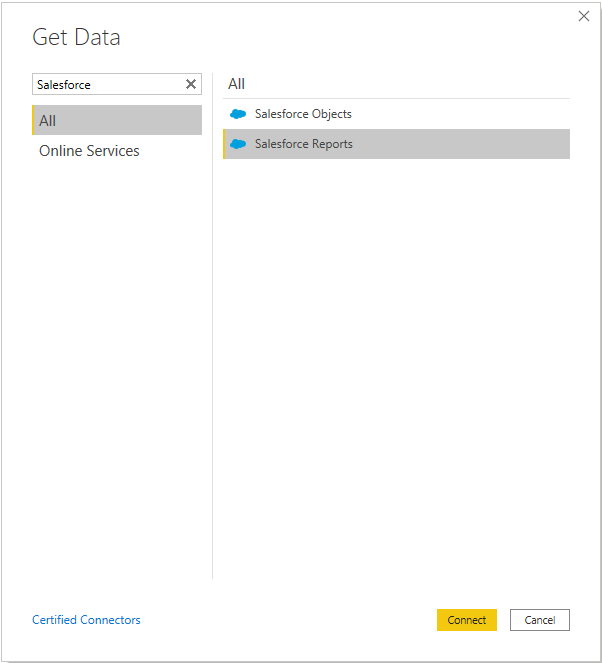 Get Data
Salesforce
All
Online Services
All
Salesforce Objects
Salesforce Reports
Certified Connectors
Connect
Cancel